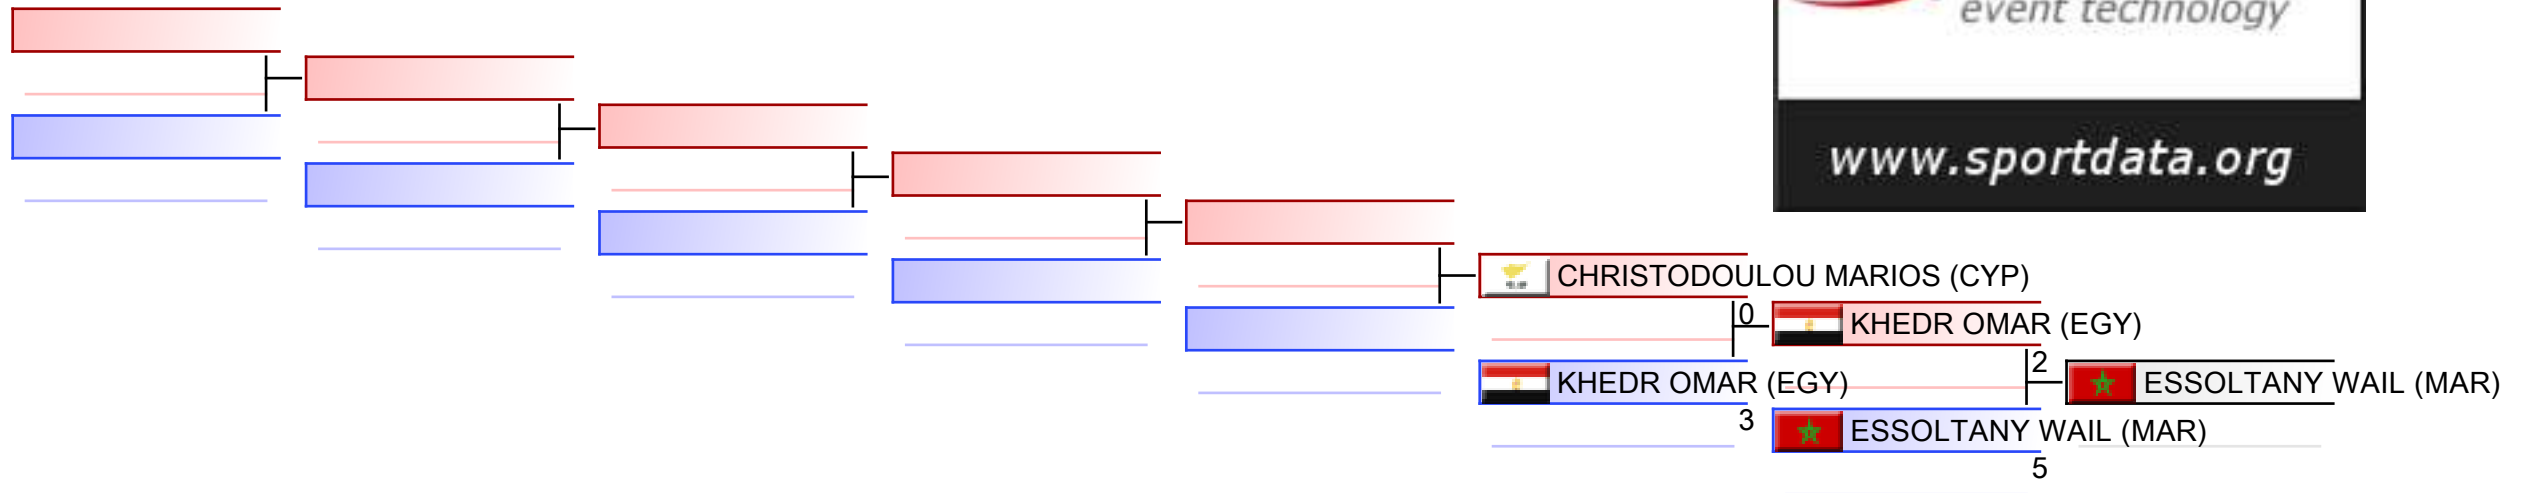 event technology
www.sportdata.org
CHRISTODOULOU MARIOS (CYP)
0
KHEDR OMAR (EGY)
KHEDR OMAR (EGY)
3
2
ESSOLTANY WAIL (MAR)
ESSOLTANY WAIL (MAR)
5